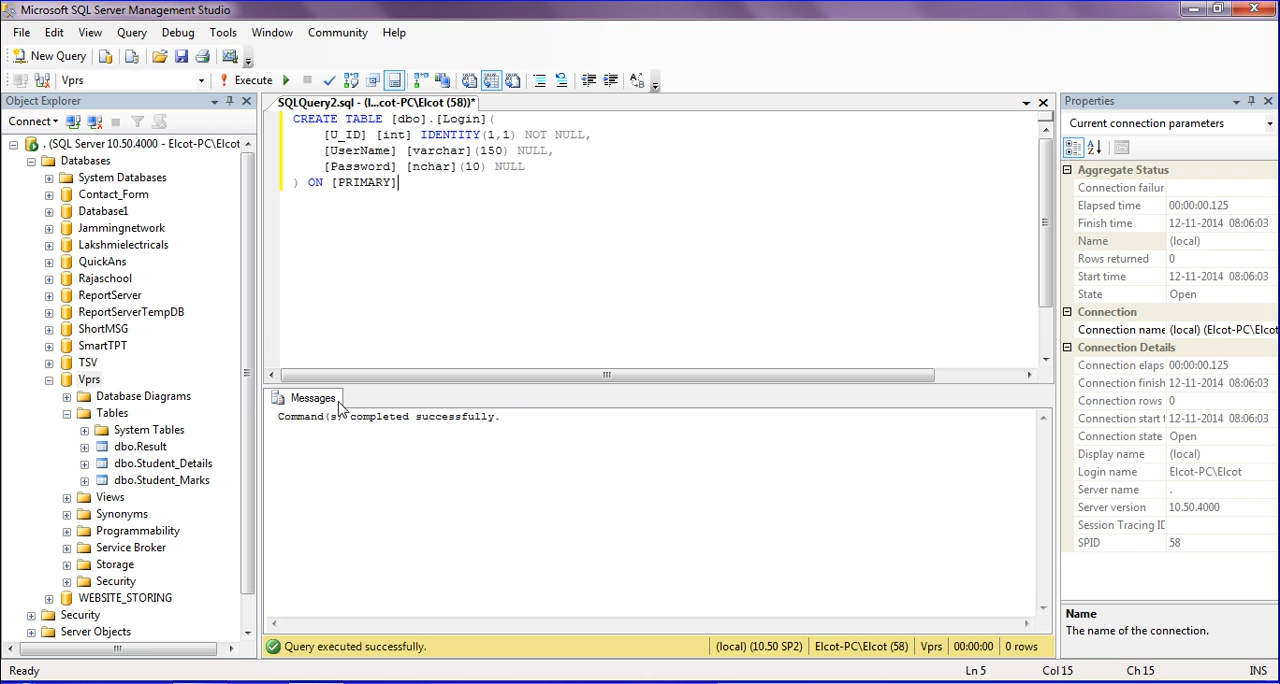 Microsoft SQL Server Management Studio
File Edit View Query Debug Tools Window Community Help
New Query
Vprs Execute
Object Explorer
Connect
. (SQL Server 10.50.4000 - Elcot-PC\Elcot
Databases
System Databases
Contact_Form
Database1
Jammingnetwork
Lakshmielectricals
QuickAns
Rajaschool
ReportServer
ReportServerTempDB
ShortMSG
SmartTPT
TSV
Vprs
Database Diagrams
Tables
System Tables
dbo.Result
dbo.Student_Details
dbo.Student_Marks
Views
Synonyms
Programmability
Service Broker
Storage
Security
WEBSITE_STORING
Security
Server Objects
SQLQuery2.sql - (l...cot-PC\Elcot (58))*
CREATE TABLE [dbo].[Login](
[U_ID] [int] IDENTITY(1,1) NOT NULL,
[UserName] [varchar](150) NULL,
[Password] [nchar](10) NULL
) ON [PRIMARY]
Messages
Command(s) completed successfully.
Query executed successfully. (local) (10.50 SP2) Elcot-PC\Elcot (58) Vprs 00:00:00 0 rows
Properties
Current connection parameters
Aggregate Status
Connection failur
Elapsed time 00:00:00.125
Finish time 12-11-2014 08:06:03
Name (local)
Rows returned 0
Start time 12-11-2014 08:06:03
State Open
Connection
Connection name (local) (Elcot-PC\Elcot
Connection Details
Connection elaps 00:00:00.125
Connection finish 12-11-2014 08:06:03
Connection rows 0
Connection start t 12-11-2014 08:06:03
Connection state Open
Display name (local)
Login name Elcot-PC\Elcot
Server name .
Server version 10.50.4000
Session Tracing ID
SPID 58
Name
The name of the connection.
Ready Ln 5 Col 15 Ch 15 INS